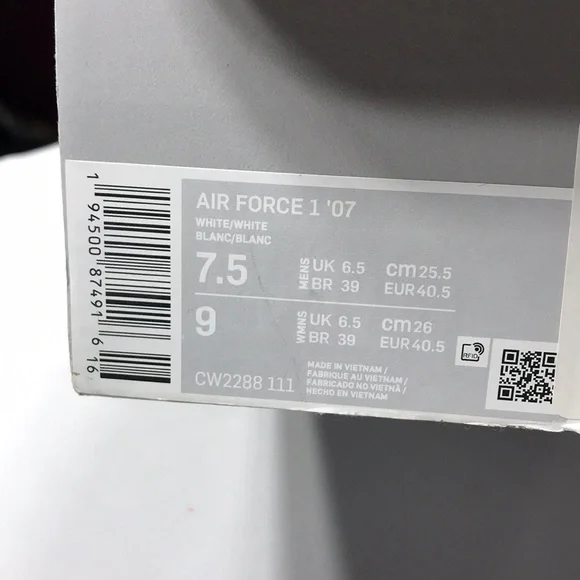 AIR FORCE 1 '07
WHITE/WHITE
BLANC/BLANC
7.5 MENS UK 6.5 cm 25.5
BR 39 EUR 40.5
9 WMNS UK 6.5 cm 26
BR 39 EUR 40.5
RFID
CW2288 111
MADE IN VIETNAM /
FABRIQUE AU VIETNAM /
FABRICADO NO VIETNÃ /
HECHO EN VIETNAM
1 94500 87491 6 16